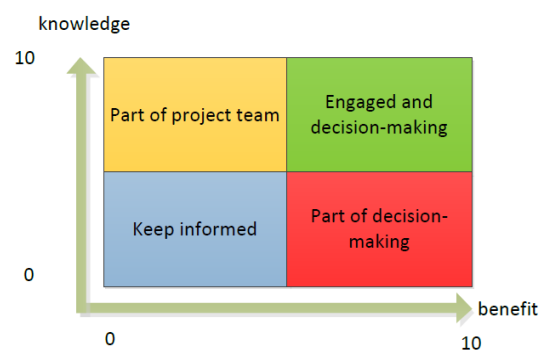 knowledge
10
Part of project team
Engaged and
decision-making
Keep informed
Part of decision-
making
0
benefit
0
10